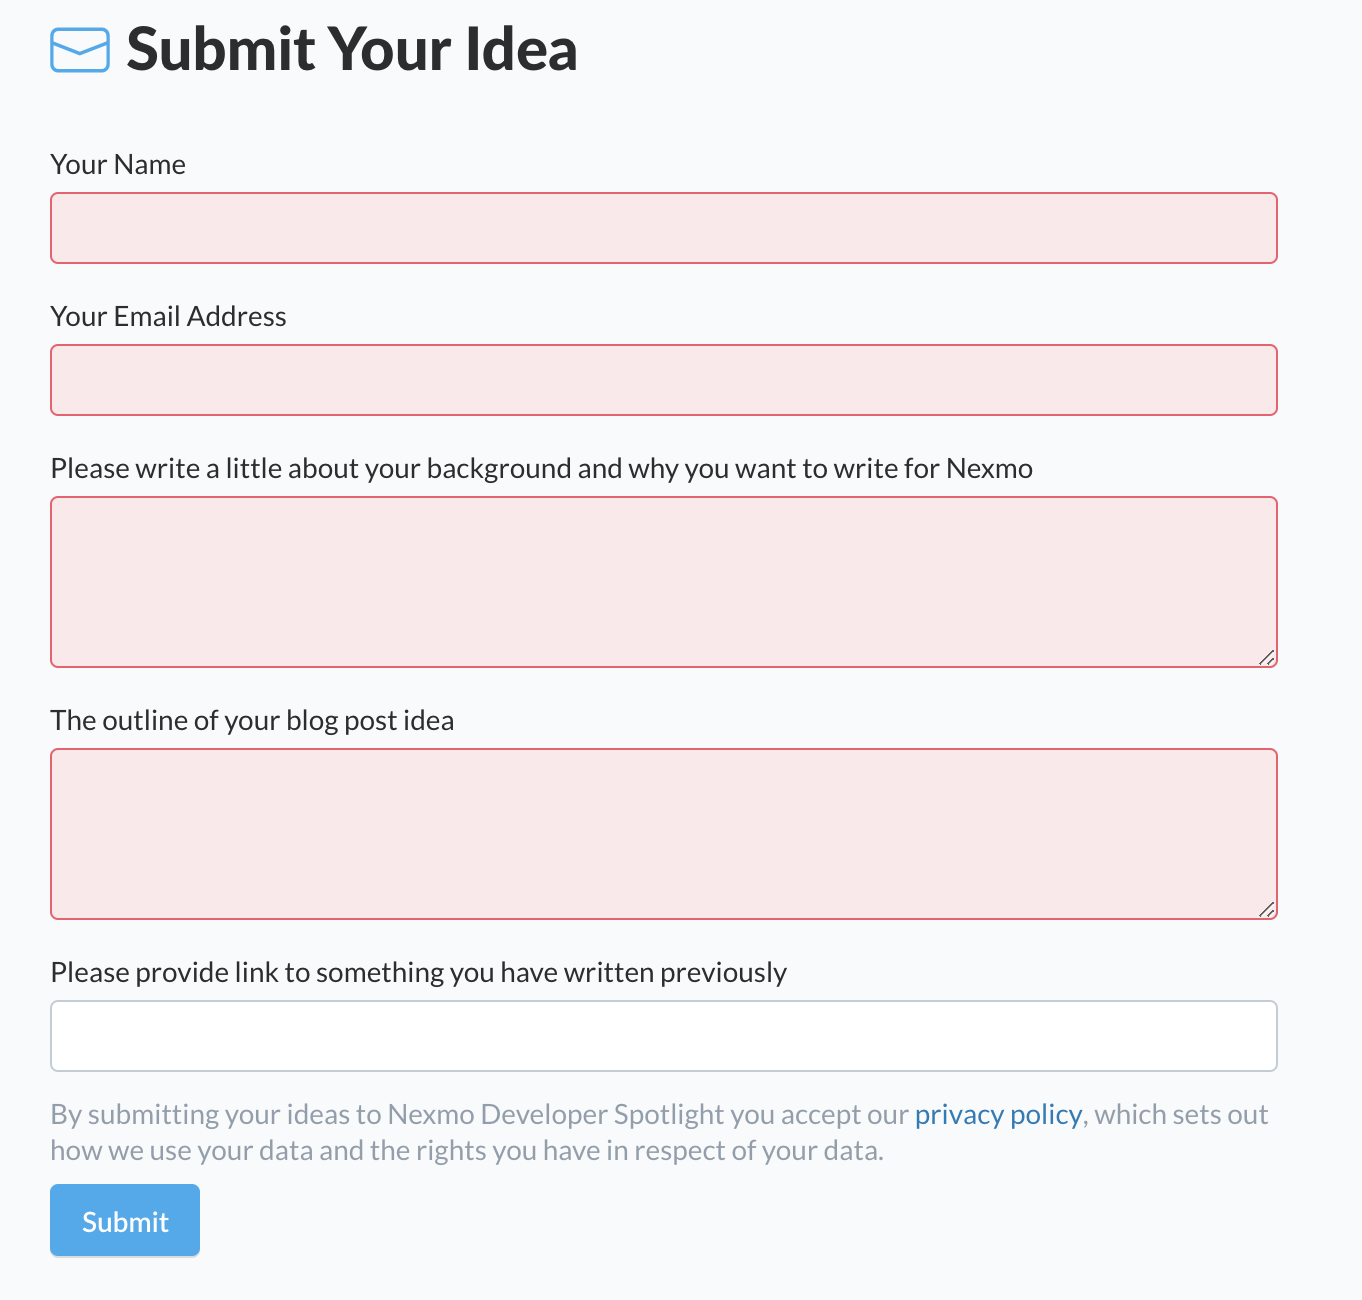 Submit Your Idea
Your Name
Your Email Address
Please write a little about your background and why you want to write for Nexmo
The outline of your blog post idea
Please provide link to something you have written previously
By submitting your ideas to Nexmo Developer Spotlight you accept our privacy policy, which sets out
how we use your data and the rights you have in respect of your data.
Submit